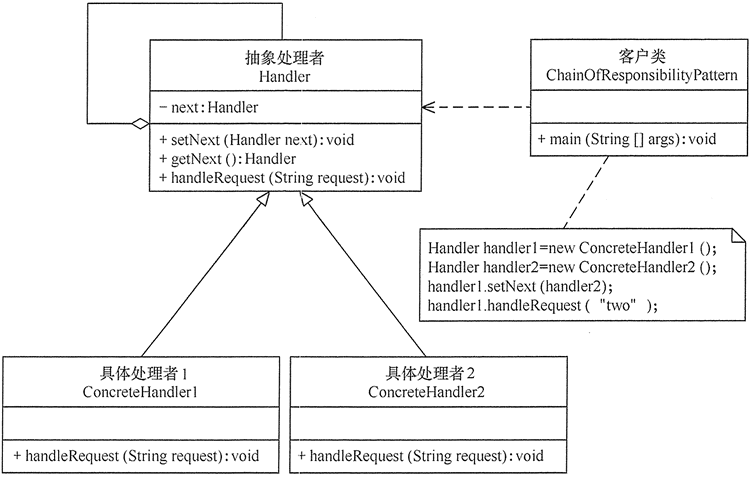 抽象处理者
Handler
- next:Handler
+ setNext (Handler next):void
+ getNext ():Handler
+ handleRequest (String request):void
客户类
ChainOfResponsibilityPattern
+ main (String [] args):void
Handler handler1=new ConcreteHandler1 ();
Handler handler2=new ConcreteHandler2 ();
handler1.setNext (handler2);
handler1.handleRequest ( "two" );
具体处理者1
ConcreteHandler1
+ handleRequest (String request):void
具体处理者2
ConcreteHandler2
+ handleRequest (String request):void